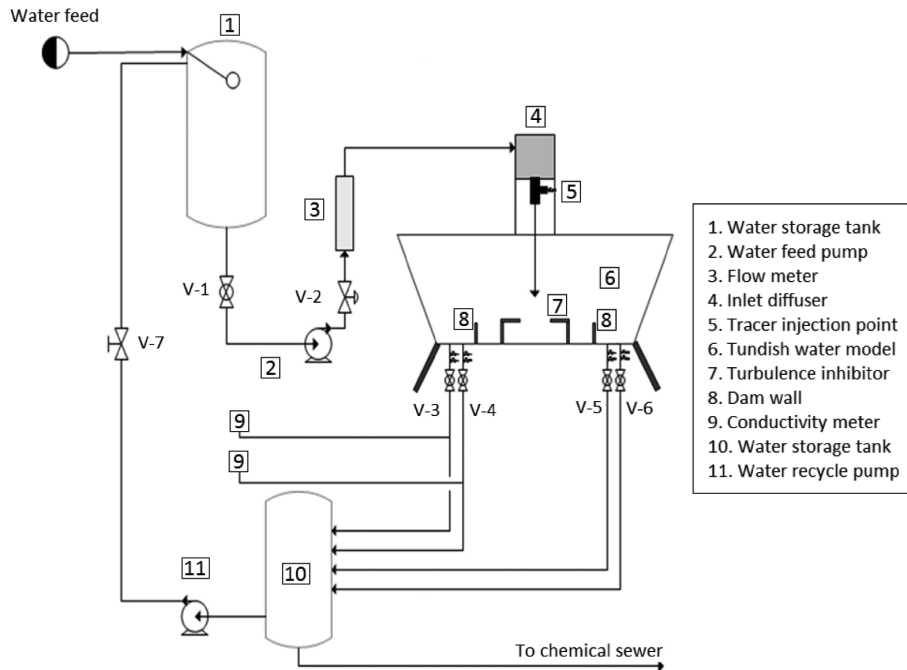 Water feed
1
4
5
3
6
V-1
V-2
7
8
8
V-7
2
V-3
V-4
V-5
V-6
9
9
11
10
To chemical sewer
1. Water storage tank
2. Water feed pump
3. Flow meter
4. Inlet diffuser
5. Tracer injection point
6. Tundish water model
7. Turbulence inhibitor
8. Dam wall
9. Conductivity meter
10. Water storage tank
11. Water recycle pump